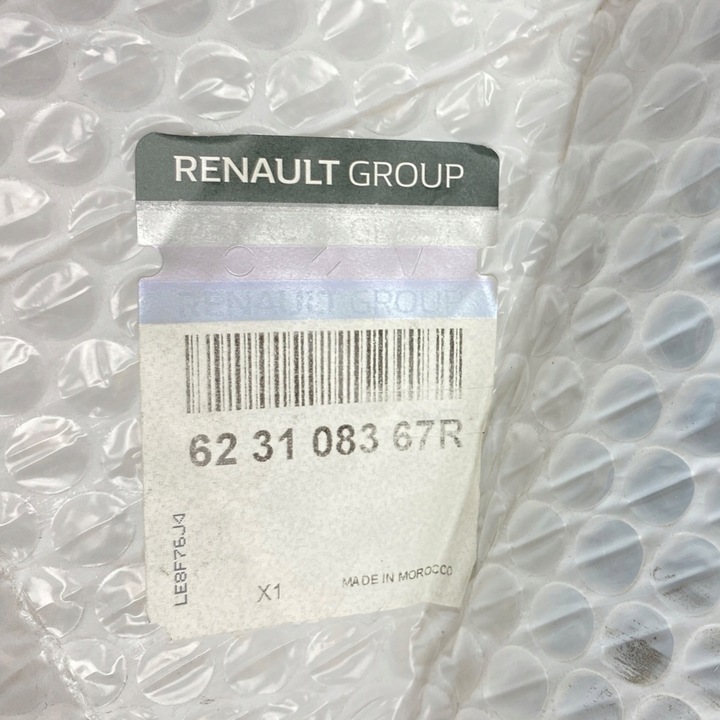 RENAULT GROUP
RENAULT GROUP
62 31 083 67R
LE8F76J4
X1
MADE IN MOROCCO